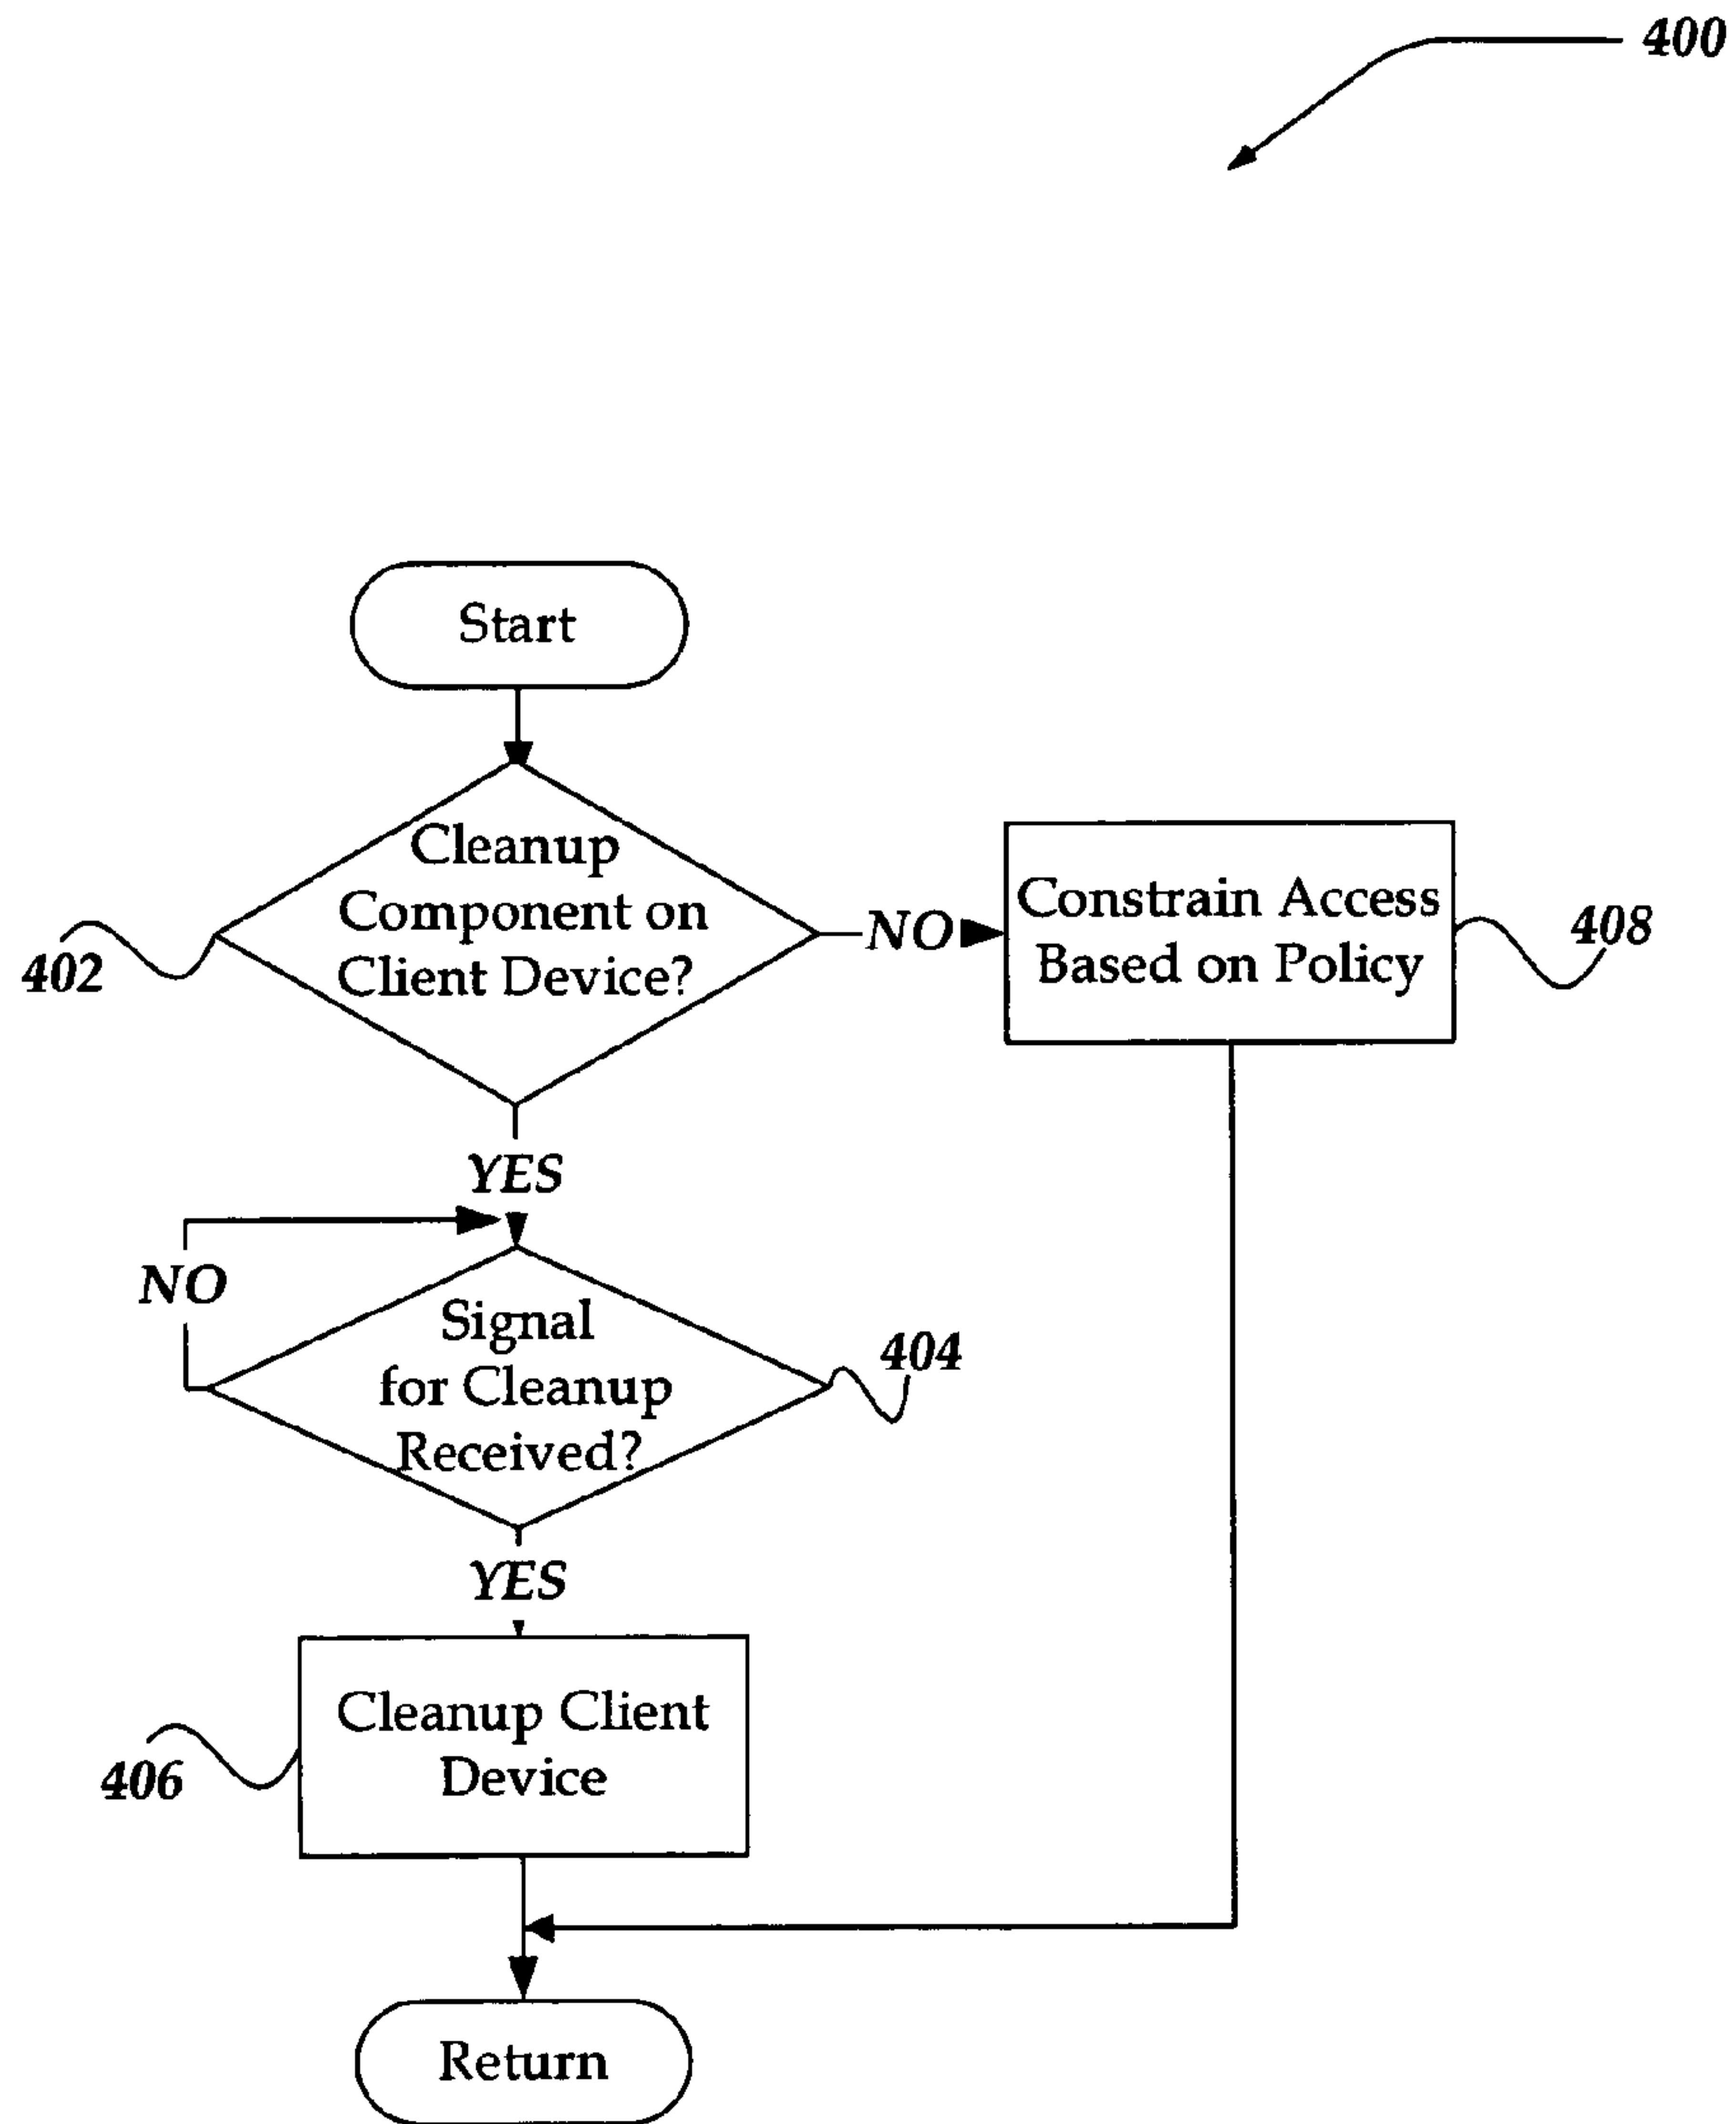 400
Start
Cleanup
Component on
Client Device?
402
NO
Constrain Access
Based on Policy
408
YES
NO
Signal
for Cleanup
Received?
404
YES
Cleanup Client
Device
406
Return